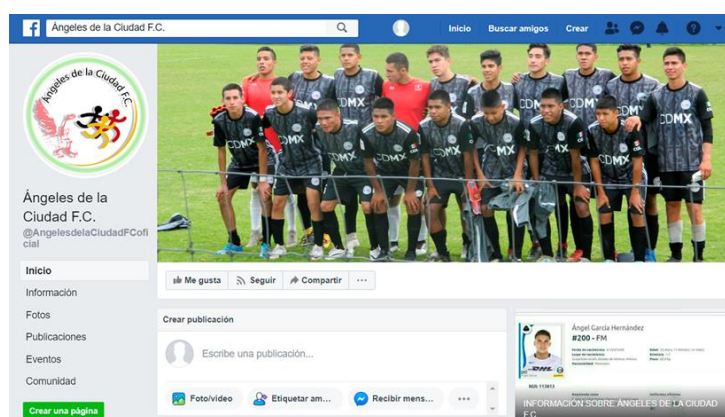 Ángeles de la Ciudad F.C.
Inicio
Buscar amigos
Crear
Ángeles de la Ciudad F.C.
CDMX
CDMX
CDMX
CDMX
CDMX
CDMX
CDMX
Ángeles de la
Ciudad F.C.
@AngelesdelaCiudadFCofi
cial
Inicio
Información
Fotos
Publicaciones
Eventos
Comunidad
Crear una página
Me gusta
Seguir
Compartir
Crear publicación
Escribe una publicación...
Foto/video
Etiquetar am...
Recibir mens...
Ángel García Hernández
#200 - FM
DHL
NUI: 113013
INFORMACIÓN SOBRE ÁNGELES DE LA CIUDAD
F.C.